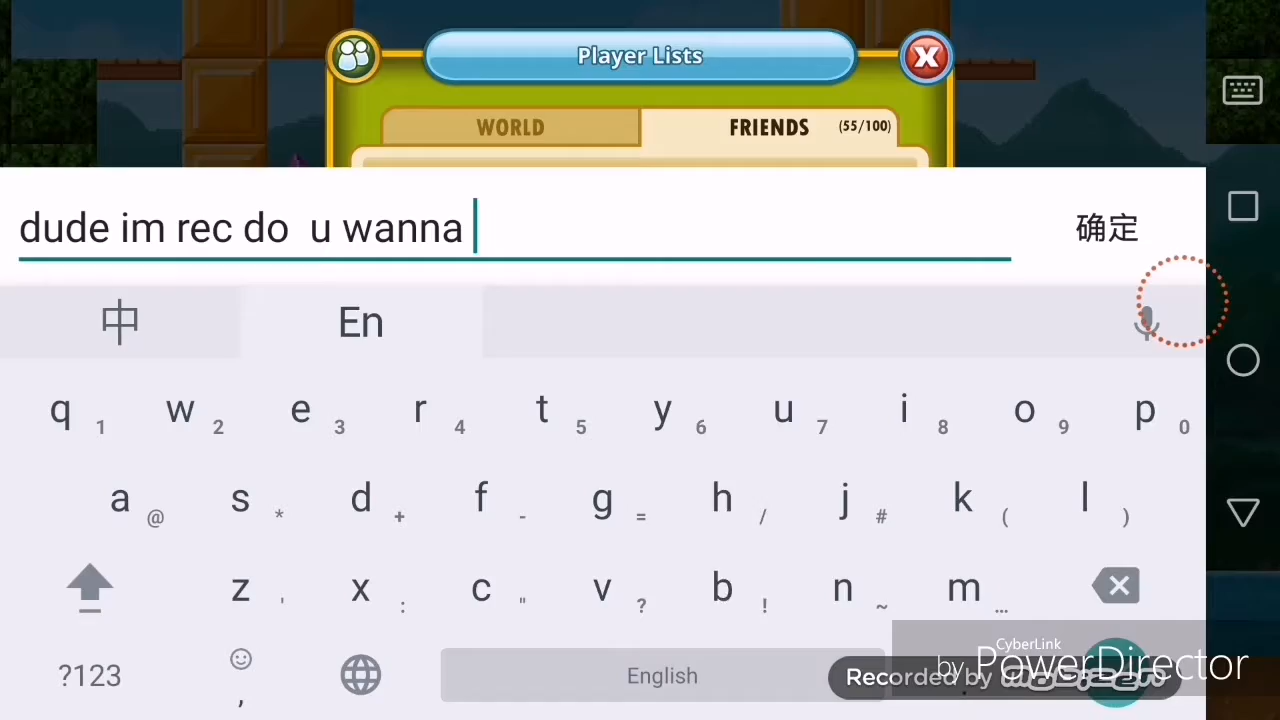 Player Lists
WORLD
FRIENDS (55/100)
dude im rec do  u wanna
确定
中 En
q 1 w 2 e 3 r 4 t 5 y 6 u 7 i 8 o 9 p 0
a @ s * d + f - g = h / j # k ( l )
z ' x : c " v ? b ! n ~ m ...
?123 , English .
CyberLink
by PowerDirector
Recorded by